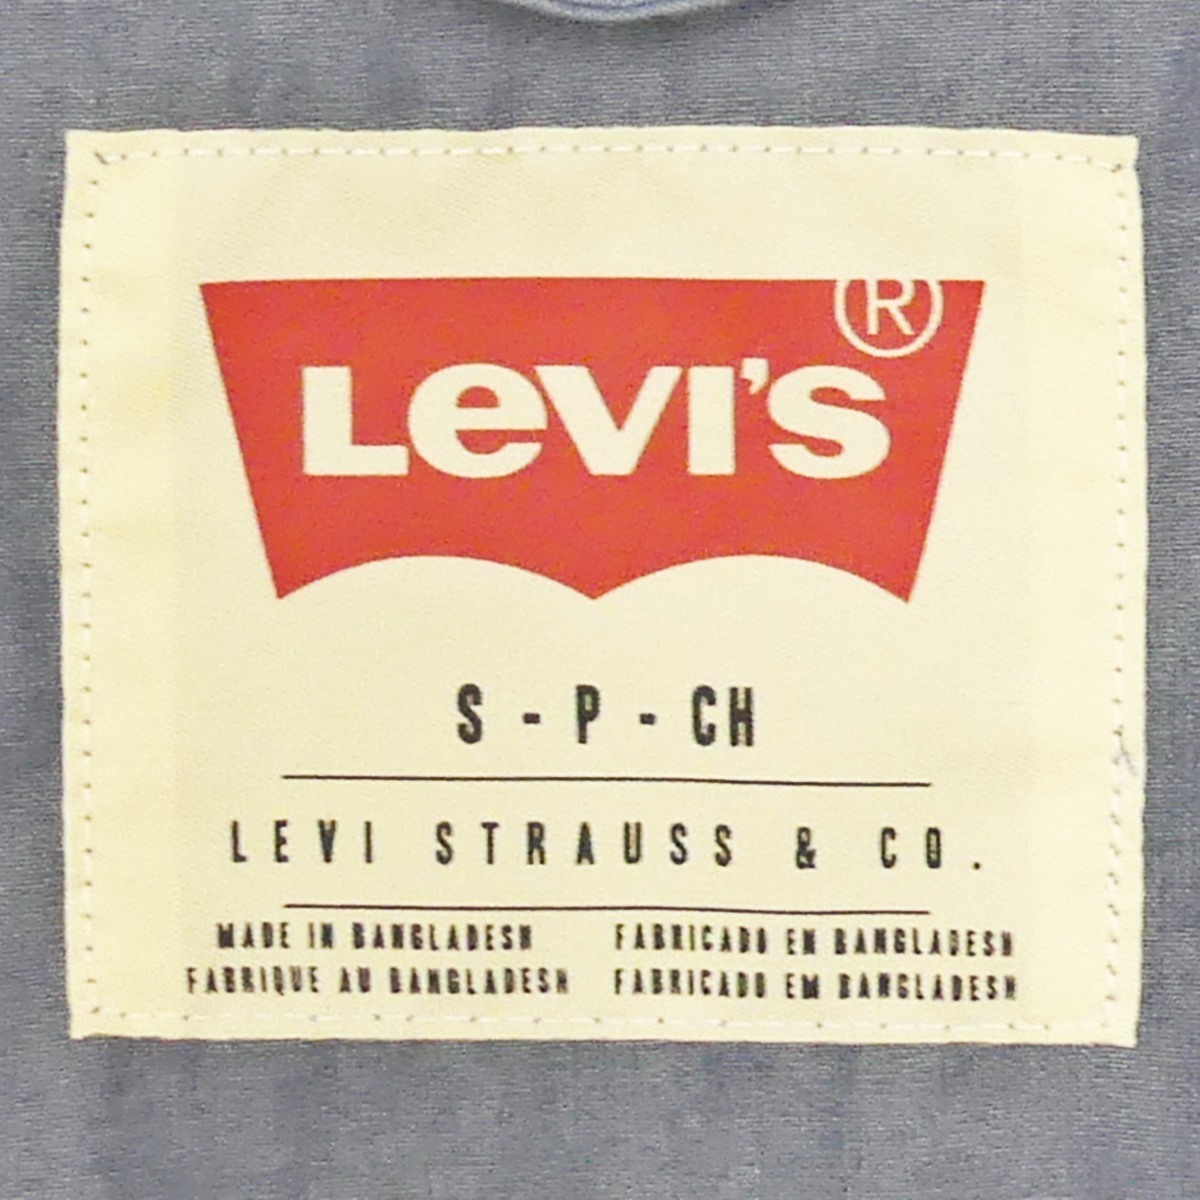 LEVI'S ®
S - P - CH
LEVI STRAUSS & CO.
MADE IN BANGLADESH FABRICADO EN BANGLADESH
FABRIQUE AU BANGLADESH FABRICADO EM BANGLADESH